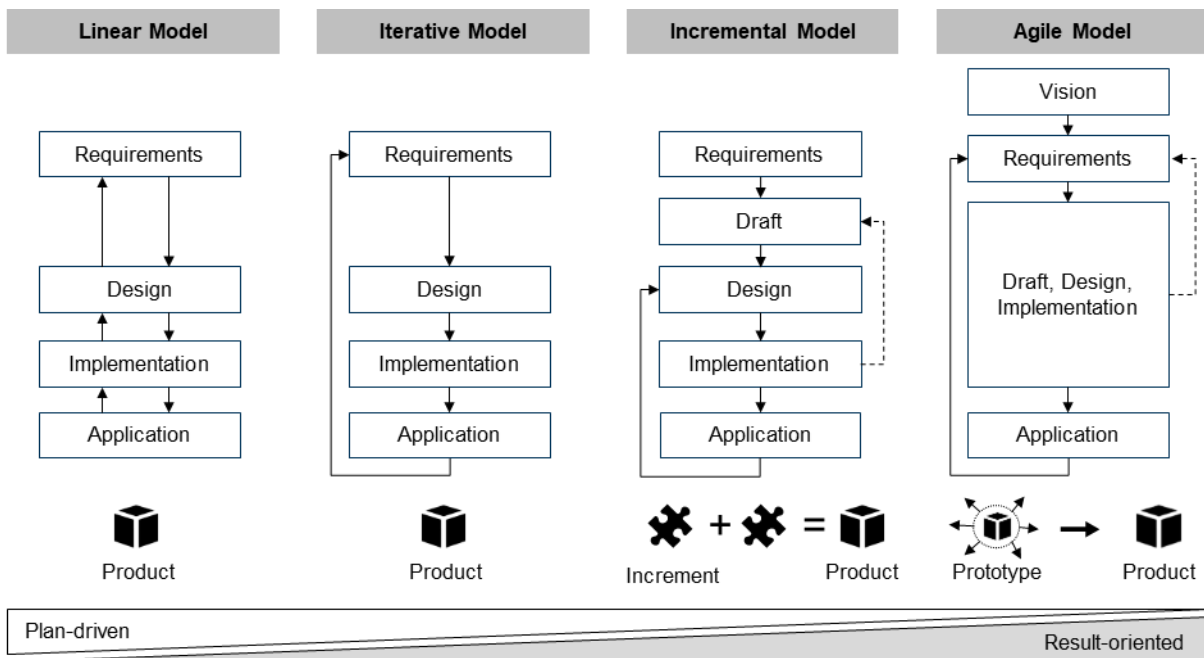 Linear Model
Requirements
Design
Implementation
Application
Product
Iterative Model
Requirements
Design
Implementation
Application
Product
Incremental Model
Requirements
Draft
Design
Implementation
Application
+
=
Increment
Product
Agile Model
Vision
Requirements
Draft, Design,
Implementation
Application
Prototype
Product
Plan-driven
Result-oriented